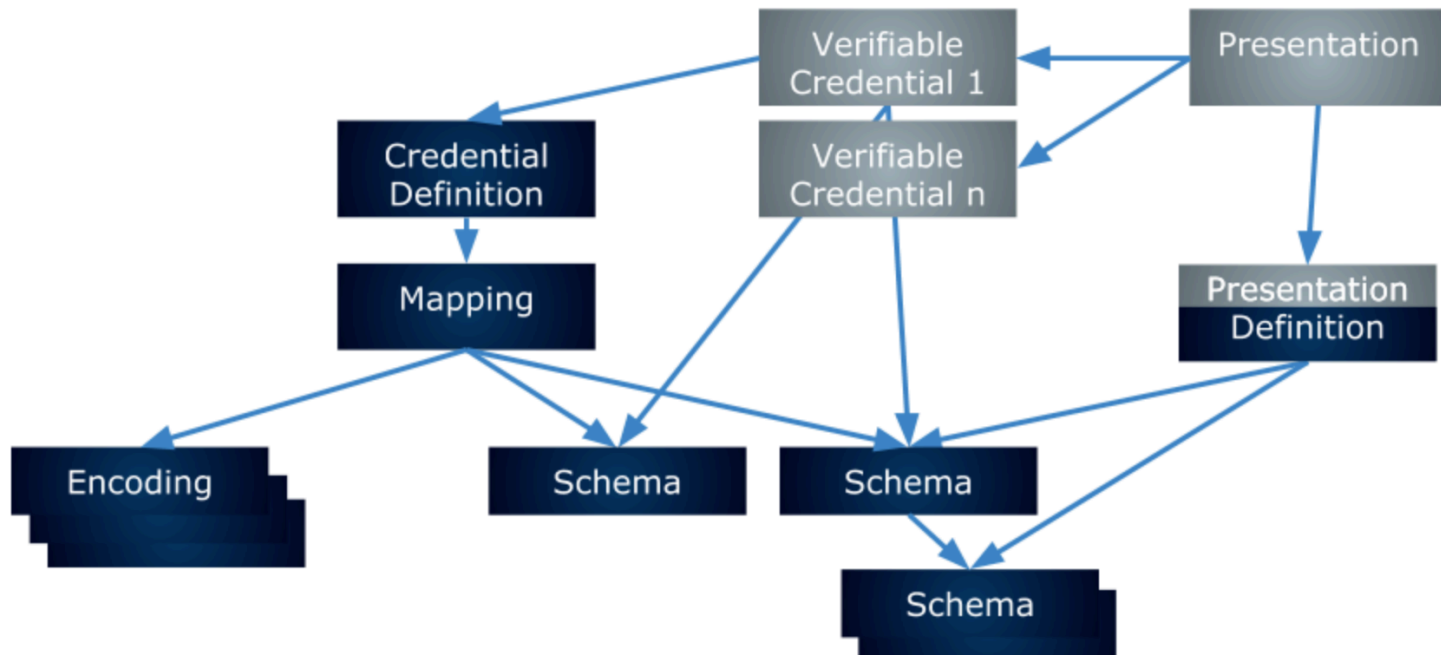 Verifiable
Credential 1
Presentation
Credential
Definition
Verifiable
Credential n
Mapping
Presentation
Definition
Encoding
Schema
Schema
Schema